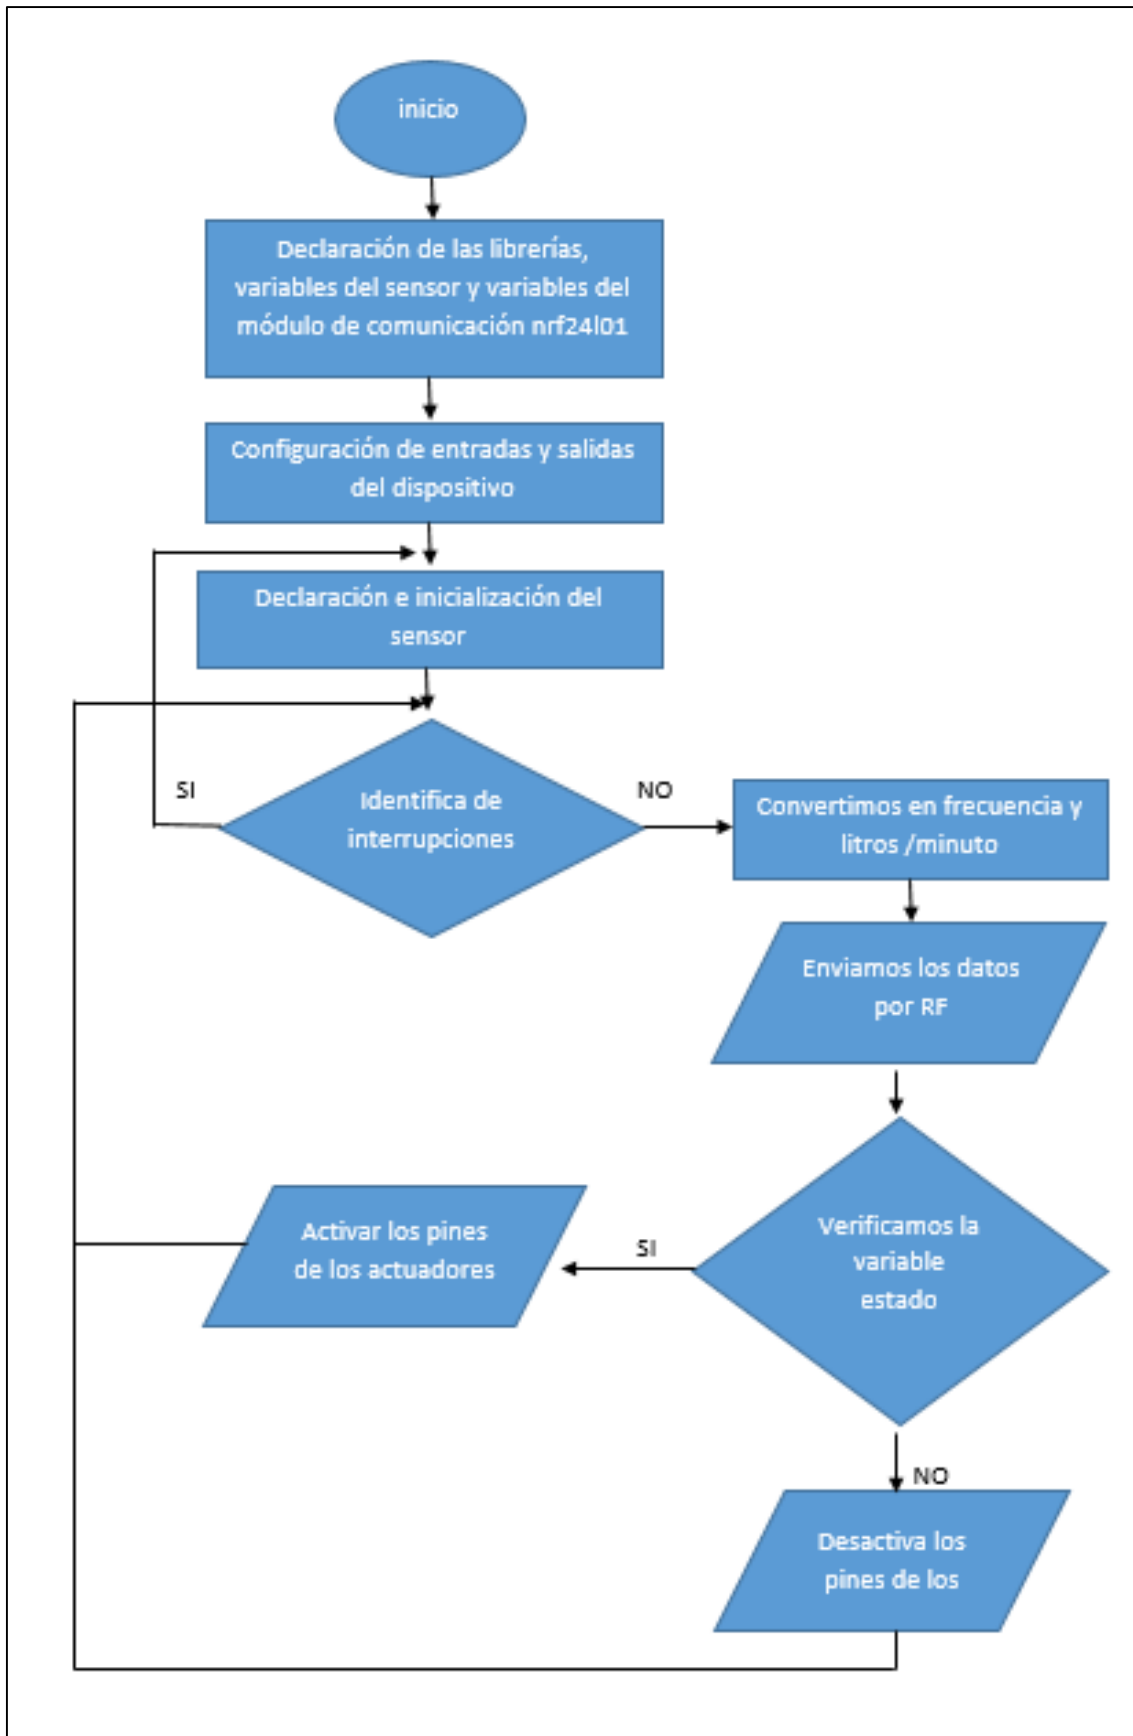 inicio
Declaración de las librerías,
variables del sensor y variables del
módulo de comunicación nrf24l01
Configuración de entradas y salidas
del dispositivo
Declaración e inicialización del
sensor
SI
Identifica de
interrupciones
NO
Convertimos en frecuencia y
litros /minuto
Enviamos los datos
por RF
Verificamos la
variable
estado
SI
Activar los pines
de los actuadores
NO
Desactiva los
pines de los